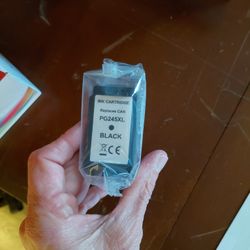 INK CARTRIDGE
Replaces CAN
PG245XL
BLACK
CE